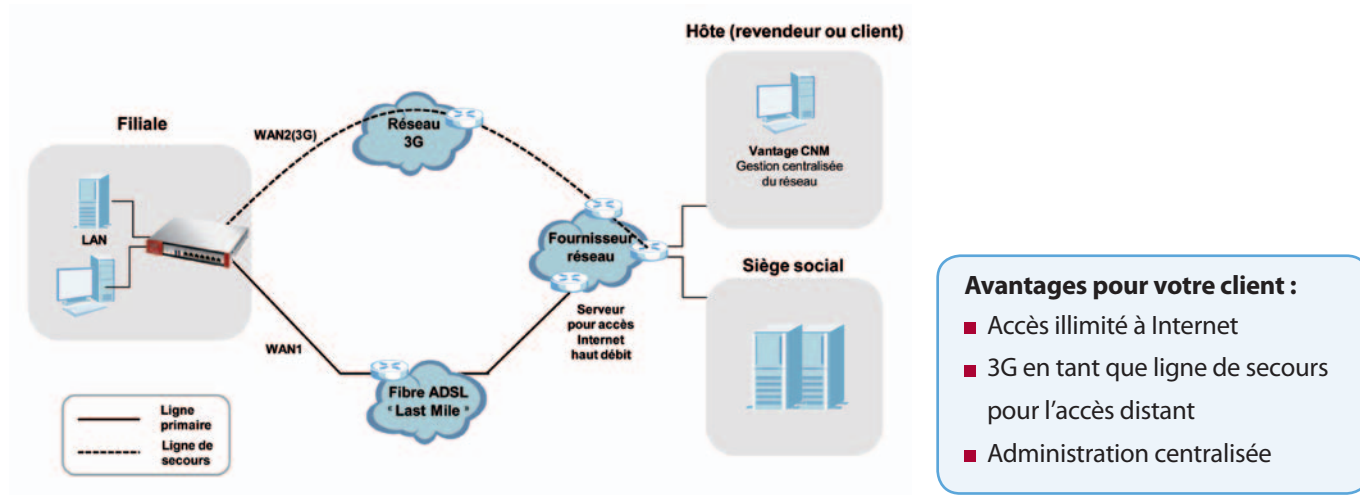 Hôte (revendeur ou client)
Vantage CNM
Gestion centralisée
du réseau
Filiale
LAN
WAN2(3G)
Réseau
3G
Fournisseur
réseau
Serveur
pour accès
Internet
haut débit
WAN1
Fibre ADSL
"Last Mile"
Siège social
Ligne
primaire
Ligne de
secours
Avantages pour votre client :
Accès illimité à Internet
3G en tant que ligne de secours
pour l'accès distant
Administration centralisée